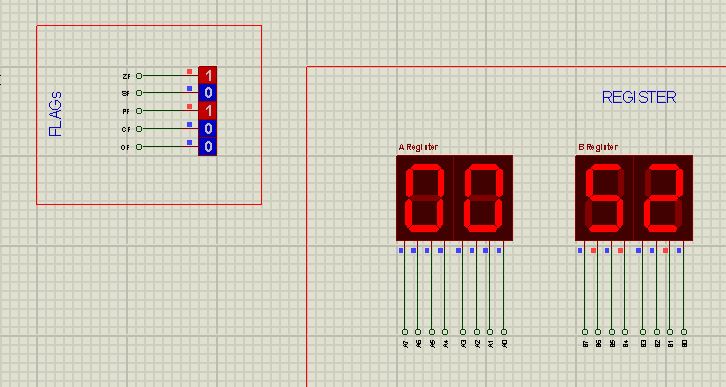 FLAGs
ZF 1
SF 0
PF 1
CF 0
OF 0
REGISTER
A Register
B Register
00
52
A7 A6 A5 A4 A3 A2 A1 A0
B7 B6 B5 B4 B3 B2 B1 B0